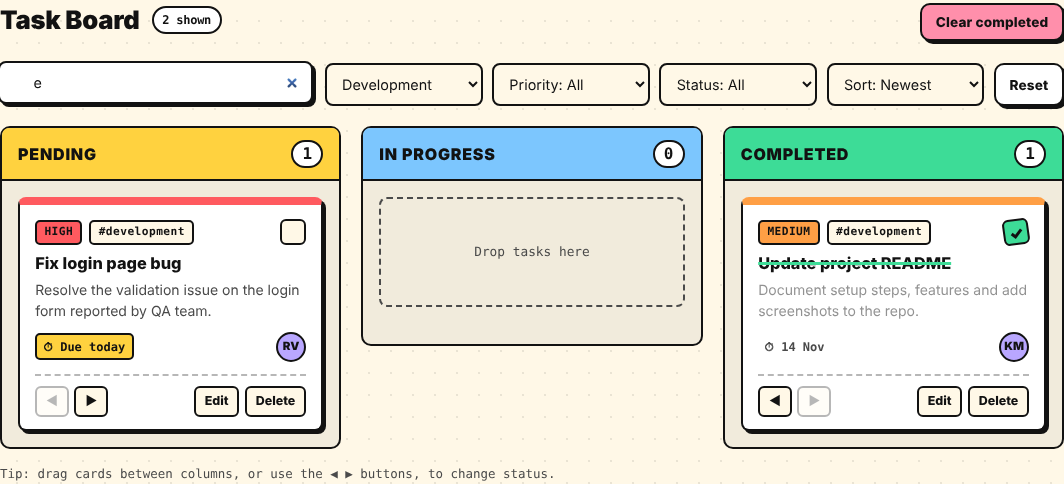 Task Board 2 shown Clear completed
e × Development Priority: All Status: All Sort: Newest Reset
PENDING 1
HIGH #development
Fix login page bug
Resolve the validation issue on the login
form reported by QA team.
⏱ Due today RV
◀ ▶ Edit Delete
IN PROGRESS 0
Drop tasks here
COMPLETED 1
MEDIUM #development ✓
Update project README
Document setup steps, features and add
screenshots to the repo.
⏱ 14 Nov KM
◀ ▶ Edit Delete
Tip: drag cards between columns, or use the ◀ ▶ buttons, to change status.